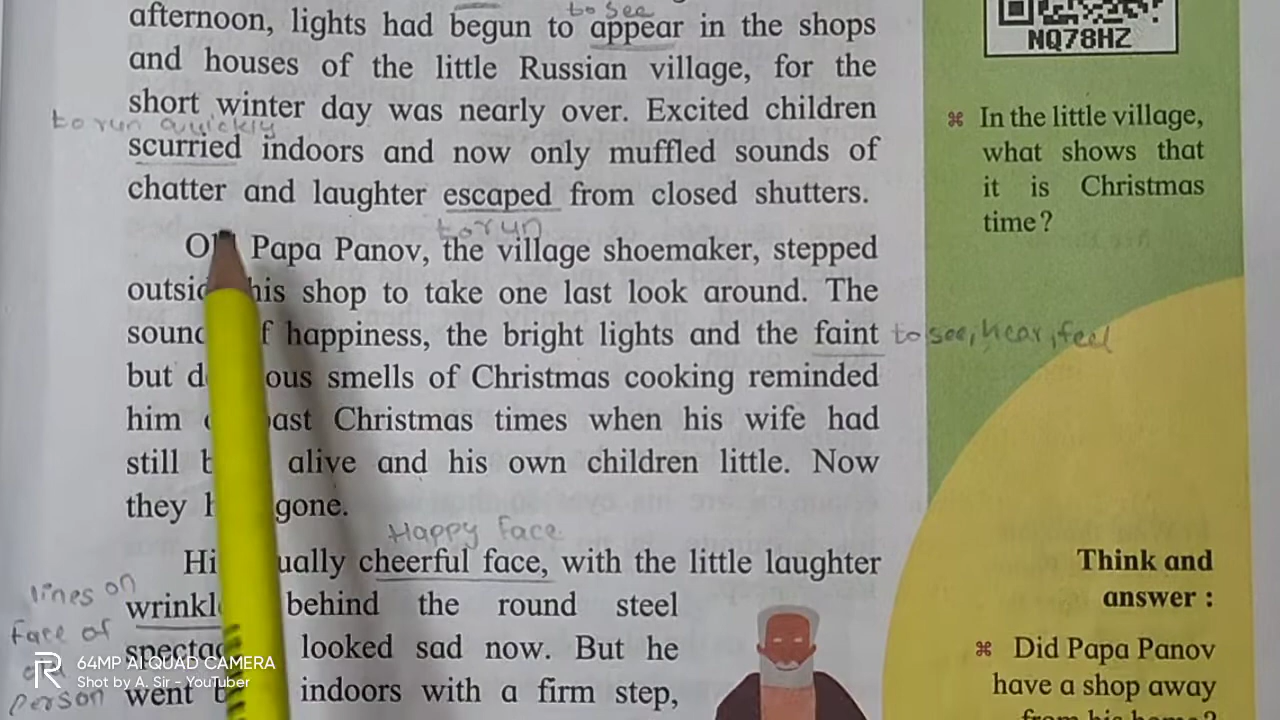 to see
afternoon, lights had begun to appear in the shops
and houses of the little Russian village, for the
short winter day was nearly over. Excited children
to run quickly
scurried indoors and now only muffled sounds of
chatter and laughter escaped from closed shutters.
to run
Papa Panov, the village shoemaker, stepped
his shop to take one last look around. The
happiness, the bright lights and the faint to see, hear, feel
but smells of Christmas cooking reminded
him Christmas times when his wife had
still alive and his own children little. Now
they gone.
Happy face
cheerful face, with the little laughter
lines on
behind the round steel
face of
looked sad now. But he
person went indoors with a firm step,
NQ78HZ
⌘ In the little village,
what shows that
it is Christmas
time?
Think and
answer :
⌘ Did Papa Panov
have a shop away
from his home?
64MP AI QUAD CAMERA
Shot by A. Sir - YouTuber